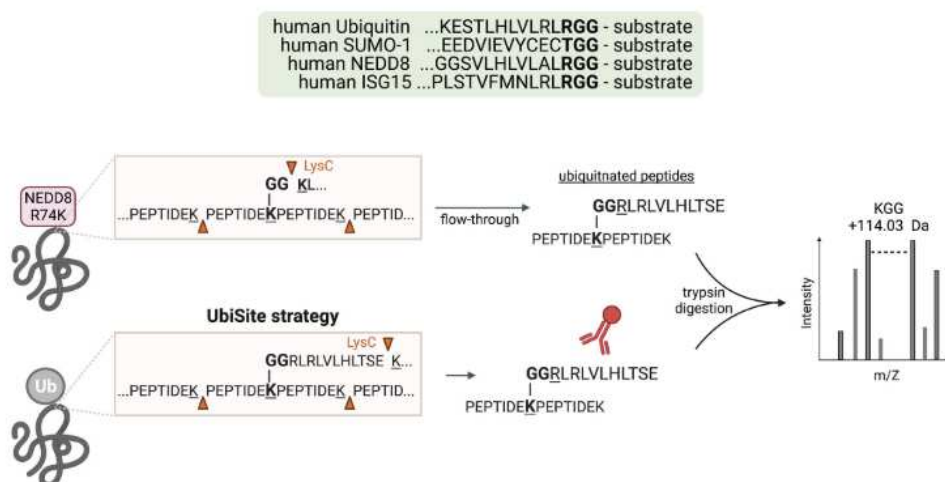 human Ubiquitin ...KESTLHLVLRLRGG - substrate
human SUMO-1 ...EEDVIEVYCECTGG - substrate
human NEDD8 ...GGSVLHLVLALRGG - substrate
human ISG15 ...PLSTVFMNLRLRGG - substrate
NEDD8
R74K
LysC
GG KL...
...PEPTIDEK PEPTIDEKPEPTIDEK PEPTID...
flow-through
ubiquitnated peptides
GGRLRLVLHLTSE
PEPTIDEKPEPTIDEK
KGG
+114.03 Da
Intensity
m/Z
trypsin
digestion
UbiSite strategy
LysC
Ub
GGRLRLVLHLTSE K...
...PEPTIDEK PEPTIDEKPEPTIDEK PEPTID...
GGRLRLVLHLTSE
PEPTIDEKPEPTIDEK